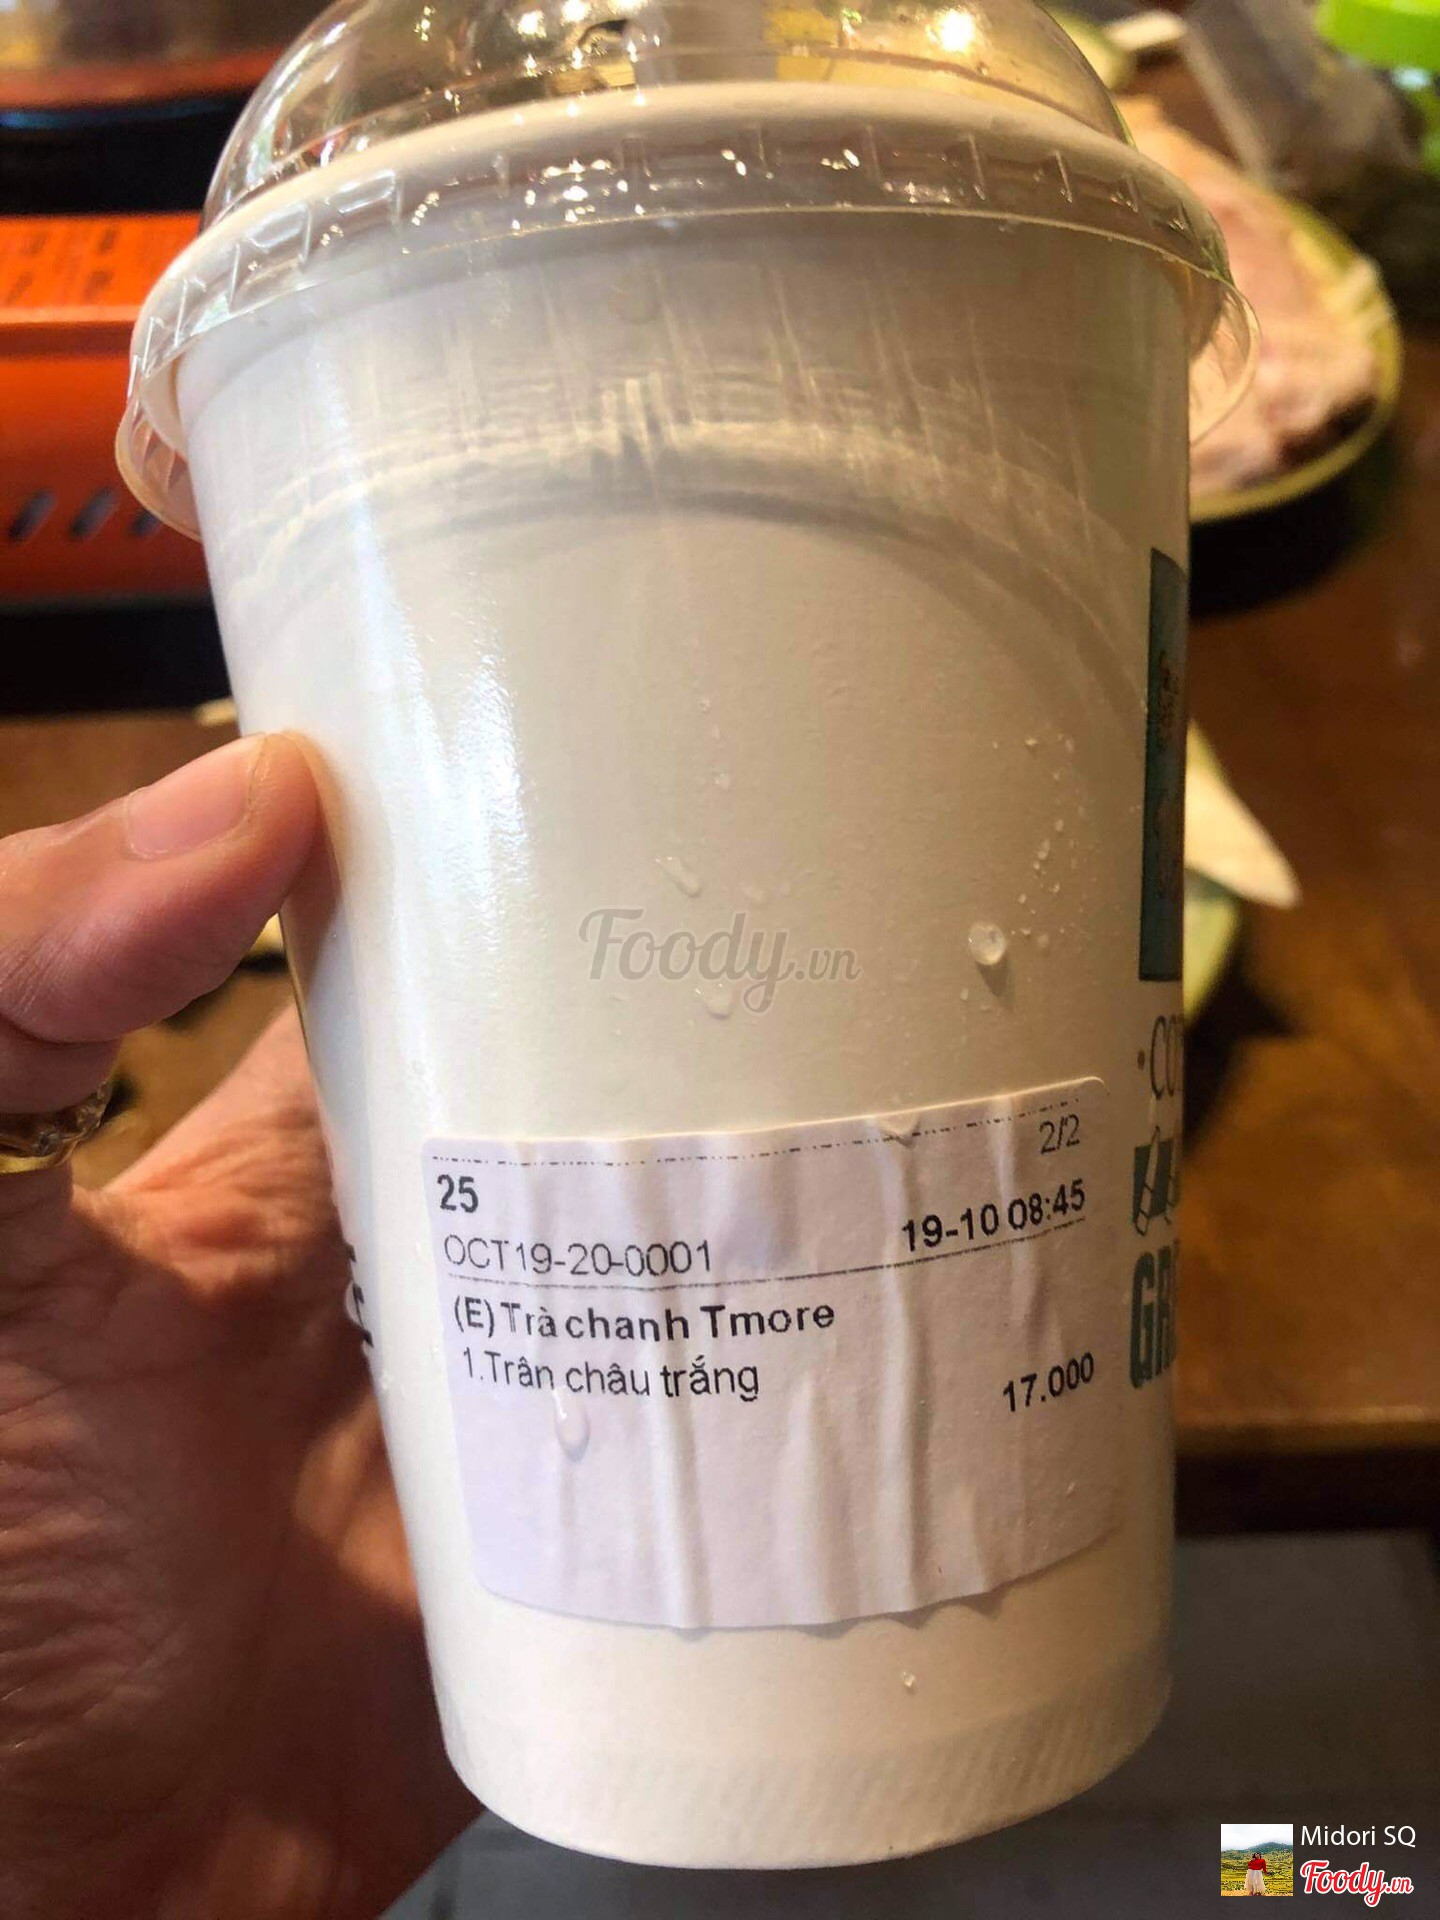 2/2
25
19-10 08:45
OCT19-20-0001
(E) Trà chanh Tmore
1.Trân châu trắng
17.000
Foody.vn
Midori SQ
Foody.vn